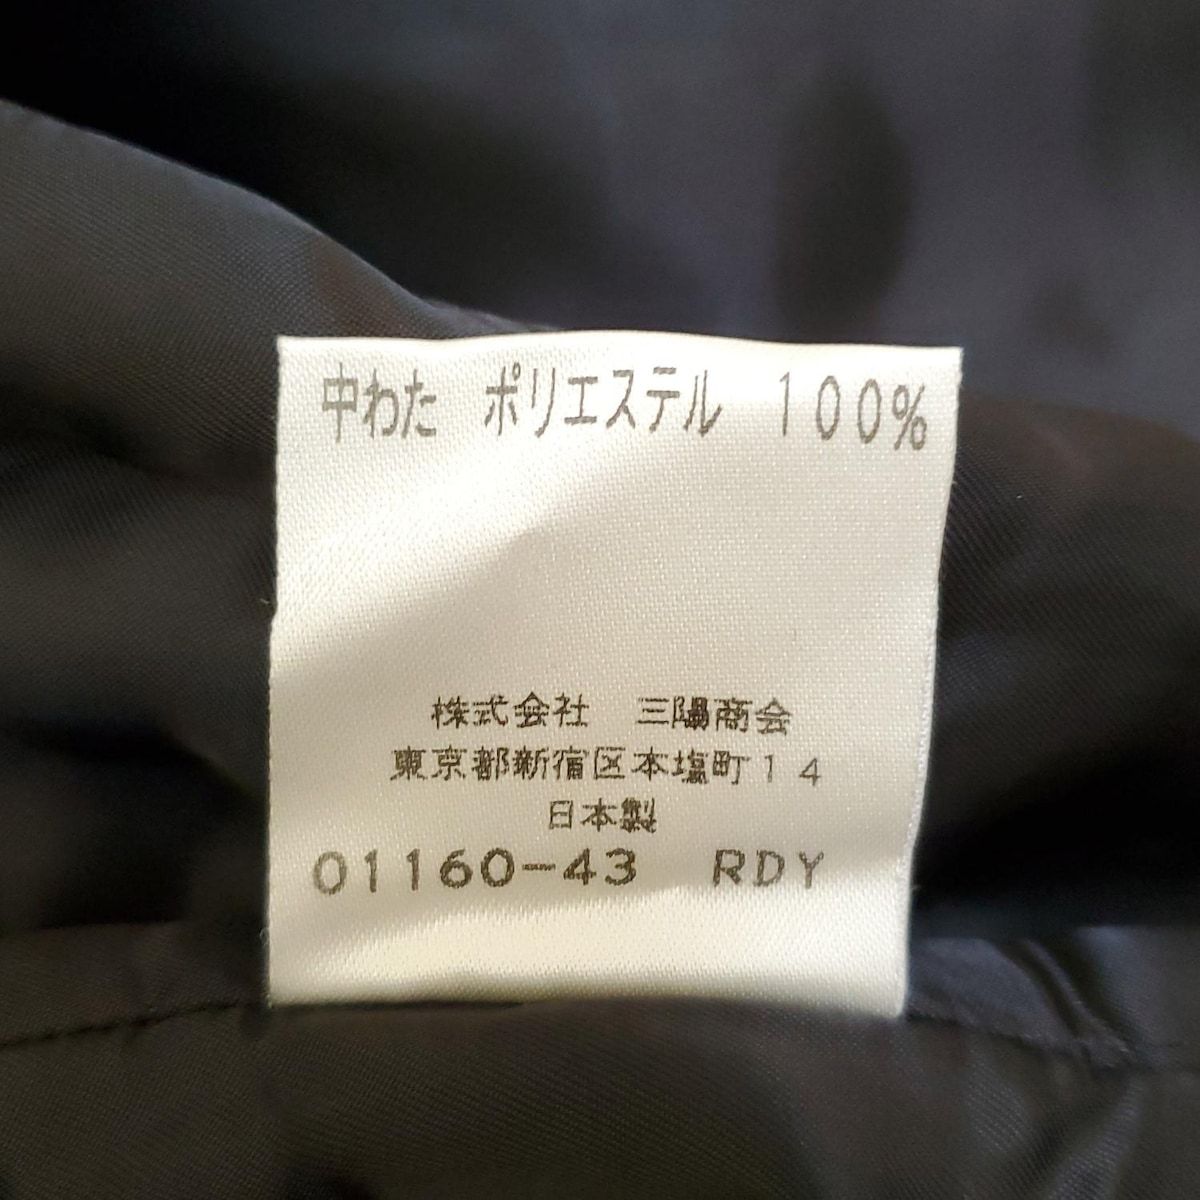 中わた ポリエステル 100%
株式会社 三陽商会
東京都新宿区本塩町14
日本製
01160-43 RDY